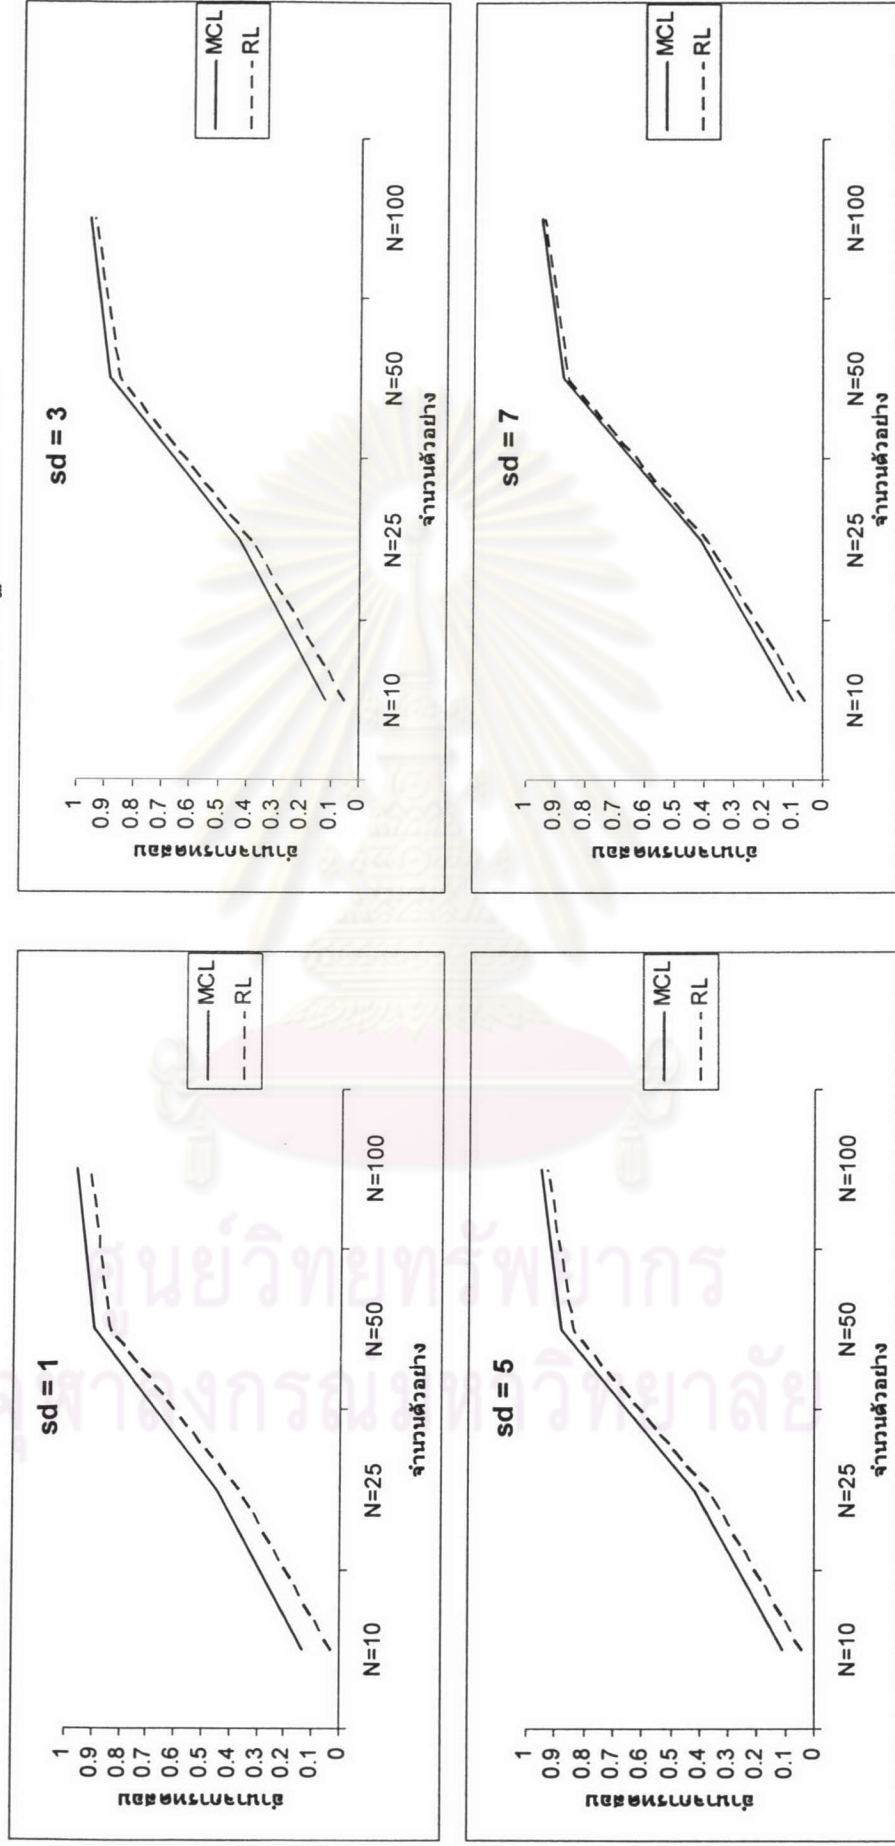 sd = 1
อำนาจการทดสอบ
1
0.9
0.8
0.7
0.6
0.5
0.4
0.3
0.2
0.1
0
N=10
N=25
N=50
N=100
จำนวนตัวอย่าง
MCL
RL
sd = 3
อำนาจการทดสอบ
1
0.9
0.8
0.7
0.6
0.5
0.4
0.3
0.2
0.1
0
N=10
N=25
N=50
N=100
จำนวนตัวอย่าง
MCL
RL
sd = 5
อำนาจการทดสอบ
1
0.9
0.8
0.7
0.6
0.5
0.4
0.3
0.2
0.1
0
N=10
N=25
N=50
N=100
จำนวนตัวอย่าง
MCL
RL
sd = 7
อำนาจการทดสอบ
1
0.9
0.8
0.7
0.6
0.5
0.4
0.3
0.2
0.1
0
N=10
N=25
N=50
N=100
จำนวนตัวอย่าง
MCL
RL
ศูนย์วิทยทรัพยากร
จุฬาลงกรณ์มหาวิทยาลัย